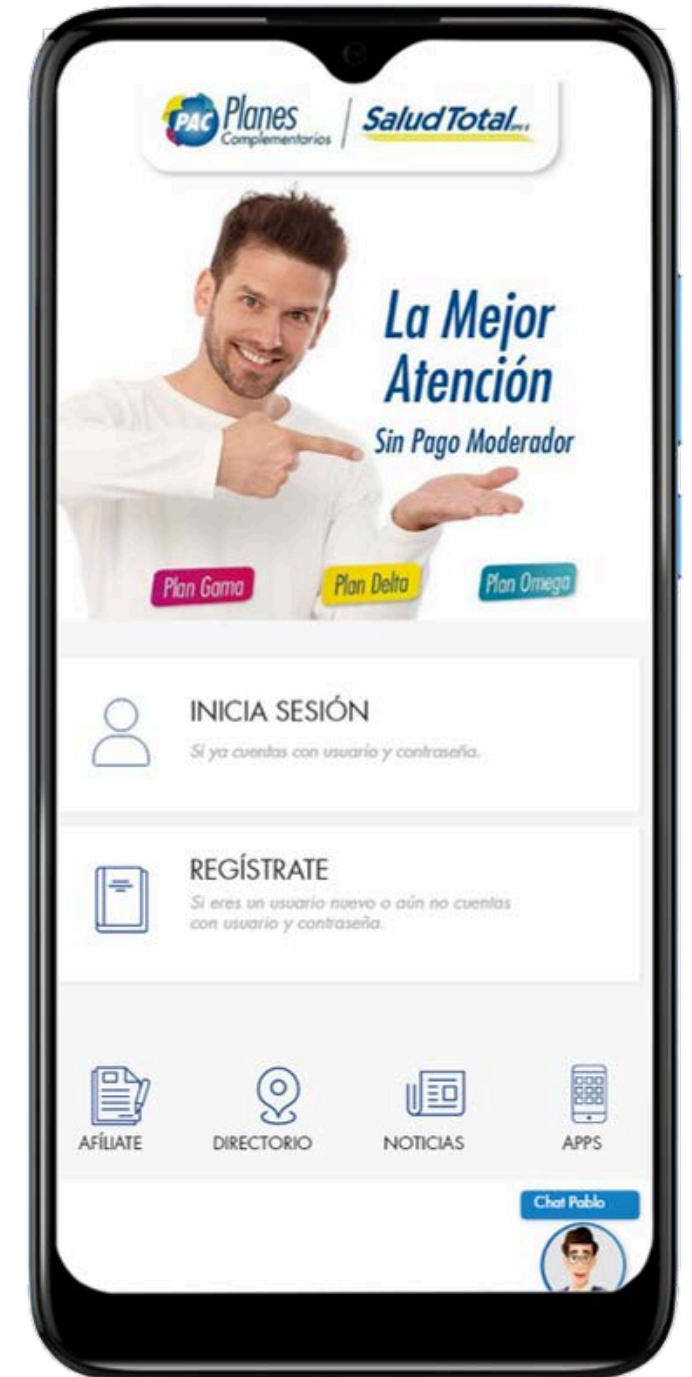 PAC Planes
Complementarios
SaludTotal
La Mejor
Atención
Sin Pago Moderador
Plan Gama
Plan Delta
Plan Omega
INICIA SESIÓN
Si ya cuentas con usuario y contraseña.
REGÍSTRATE
Si eres un usuario nuevo o aún no cuentas
con usuario y contraseña.
AFÍLIATE
DIRECTORIO
NOTICIAS
APPS
Chat Pablo